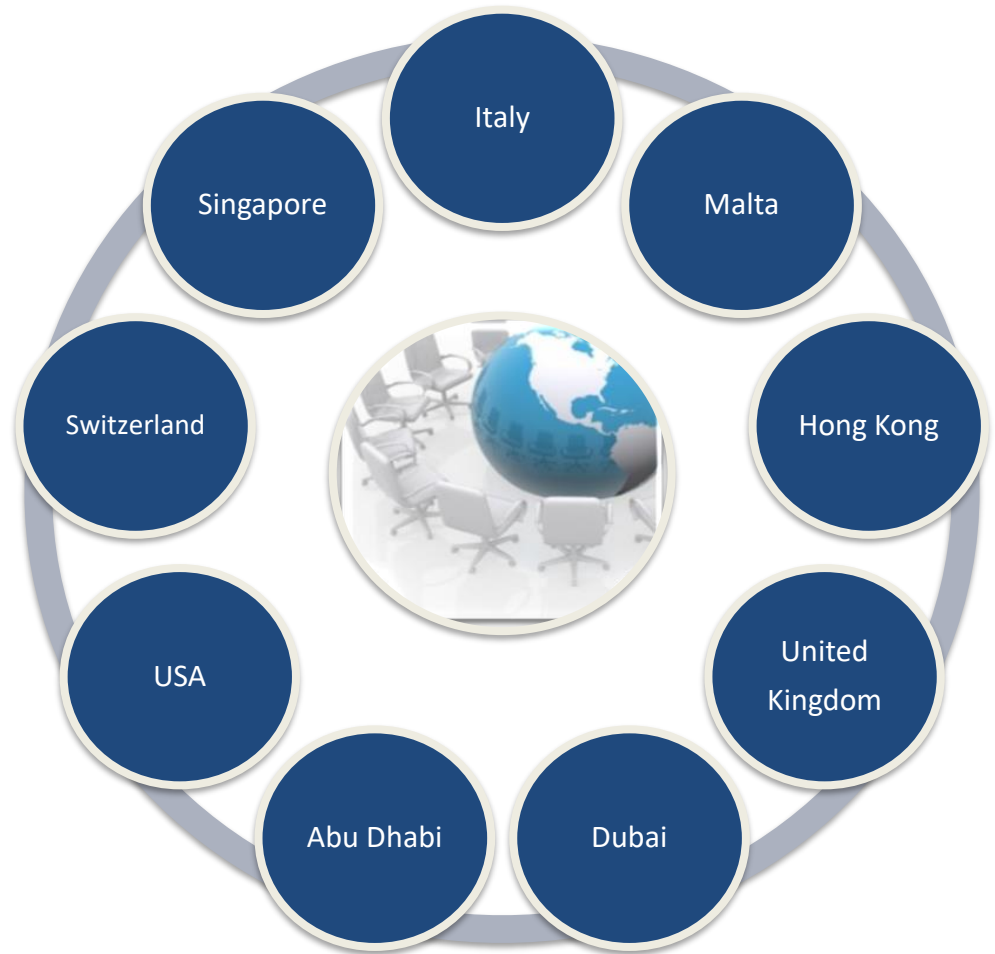 Italy
Malta
Hong Kong
United
Kingdom
Dubai
Abu Dhabi
USA
Switzerland
Singapore